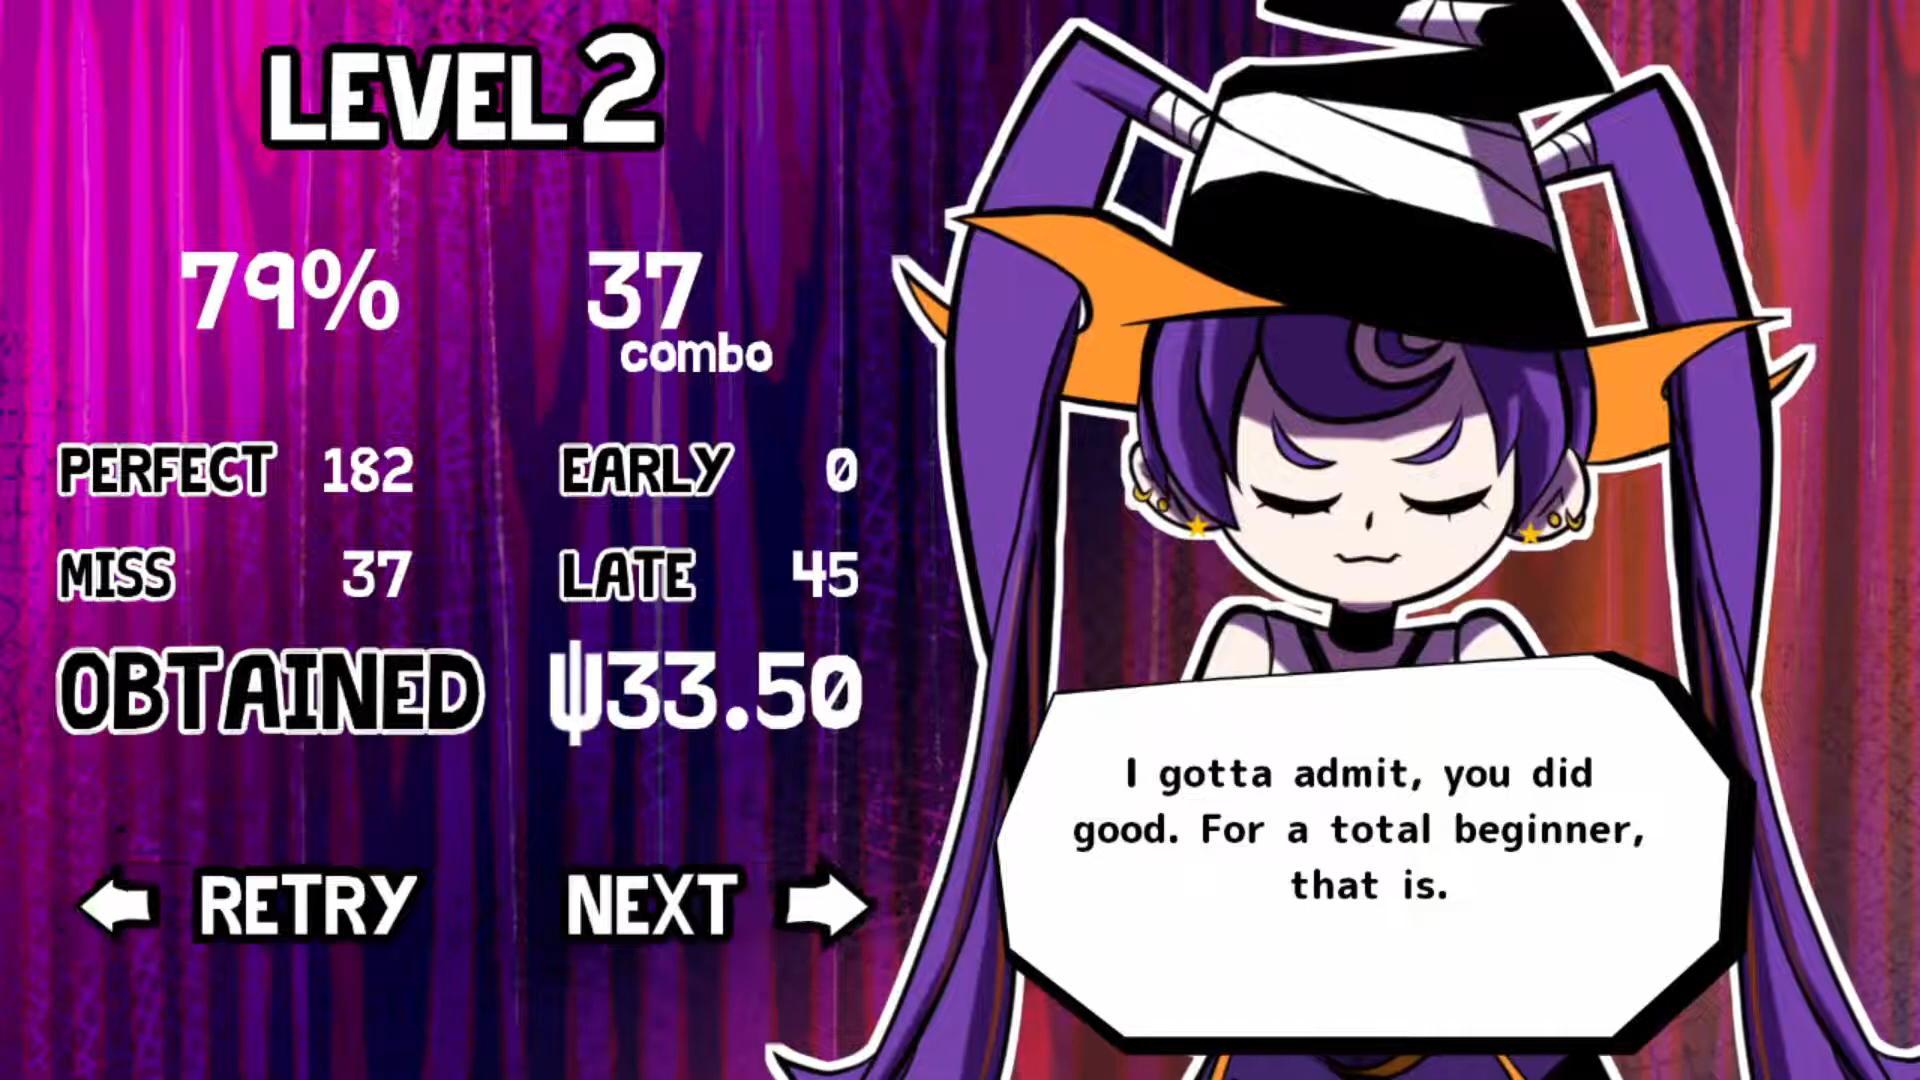 LEVEL 2
79% 37
combo
PERFECT 182 EARLY 0
MISS 37 LATE 45
OBTAINED ψ33.50
RETRY NEXT
I gotta admit, you did
good. For a total beginner,
that is.